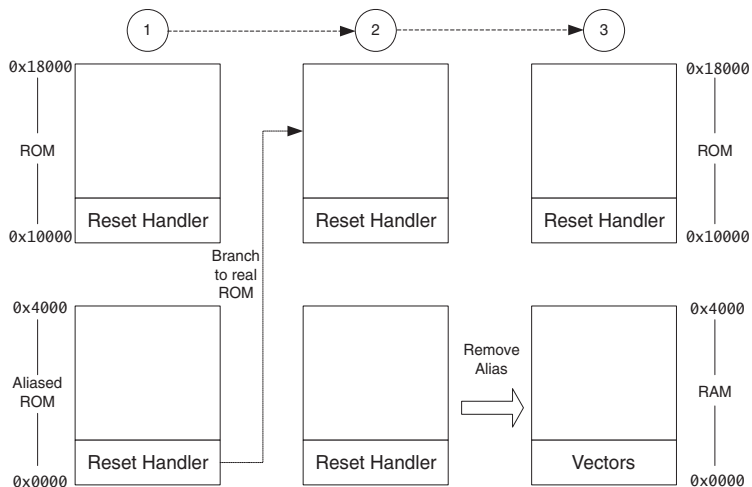 1
2
3
0x18000
ROM
0x10000
Reset Handler
Reset Handler
Reset Handler
0x18000
ROM
0x10000
Branch
to real
ROM
0x4000
Aliased
ROM
0x0000
Reset Handler
Reset Handler
Remove
Alias
Vectors
0x4000
RAM
0x0000